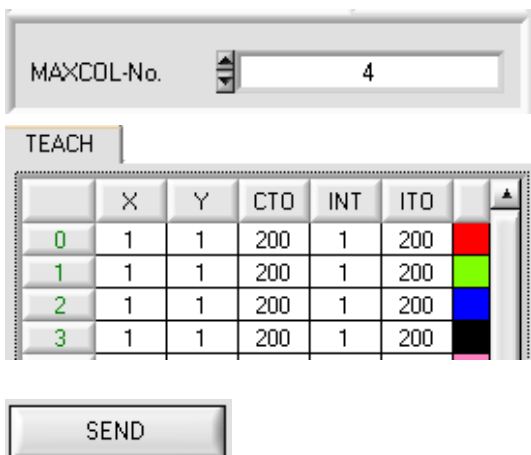 MAXCOL-No. 4
TEACH
X Y CTO INT ITO
0 1 1 200 1 200
1 1 1 200 1 200
2 1 1 200 1 200
3 1 1 200 1 200
SEND